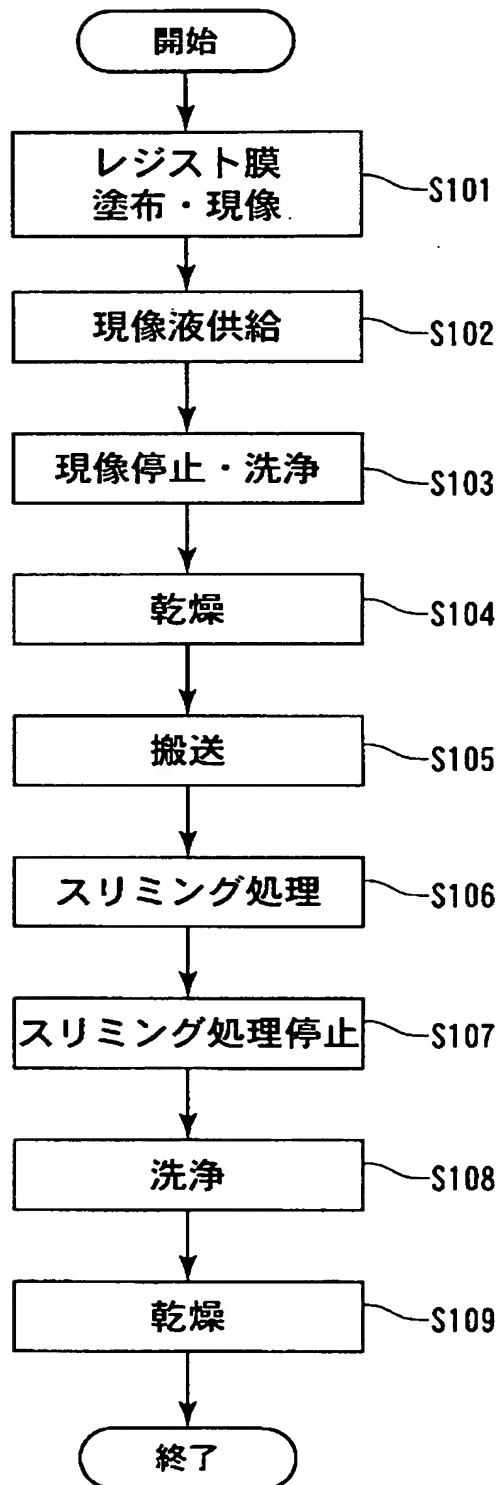 開始
レジスト膜
塗布・現像
S101
現像液供給
S102
現像停止・洗浄
S103
乾燥
S104
搬送
S105
スリミング処理
S106
スリミング処理停止
S107
洗浄
S108
乾燥
S109
終了